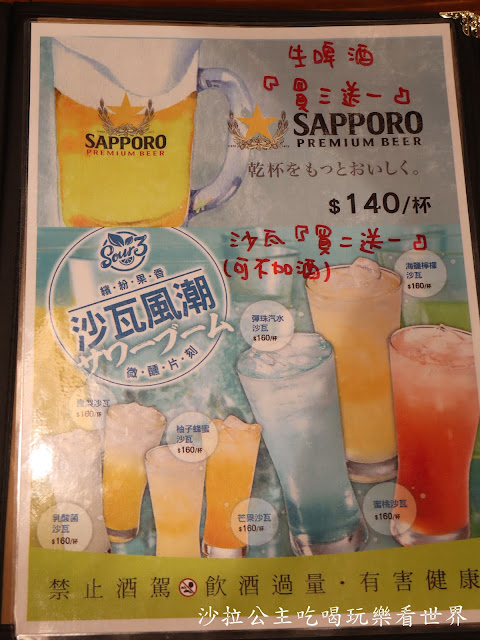 生啤酒
『買三送一』
SAPPORO
PREMIUM BEER
SAPPORO
PREMIUM BEER
乾杯をもっとおいしく。
$140/杯
沙瓦『買二送一』
(可不加酒)
Sour3
繽·紛·果·香
沙瓦風潮
サワーブーム
微·醺·片·刻
海鹽檸檬
沙瓦
$160/杯
彈珠汽水
沙瓦
$160/杯
沙瓦
$160/杯
柚子蜂蜜
沙瓦
$160/杯
乳酸菌
沙瓦
$160/杯
芒果沙瓦
$160/杯
蜜桃沙瓦
$160/杯
禁止酒駕 飲酒過量·有害健康
沙拉公主吃喝玩樂看世界